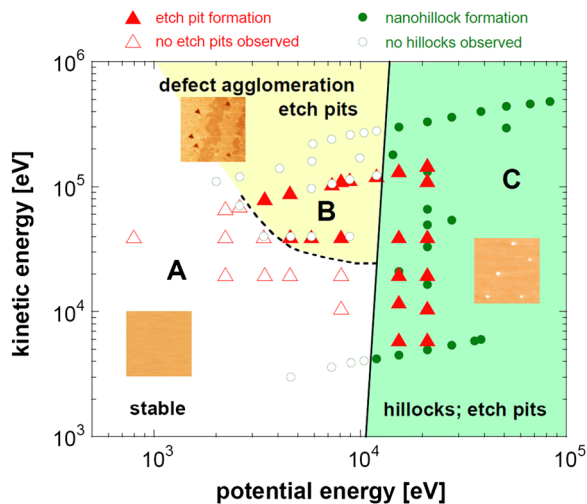 etch pit formation
nanohillock formation
no etch pits observed
no hillocks observed
10^6
defect agglomeration
etch pits
10^5
B
C
A
kinetic energy [eV]
10^4
stable
hillocks; etch pits
10^3
10^3
10^4
10^5
potential energy [eV]